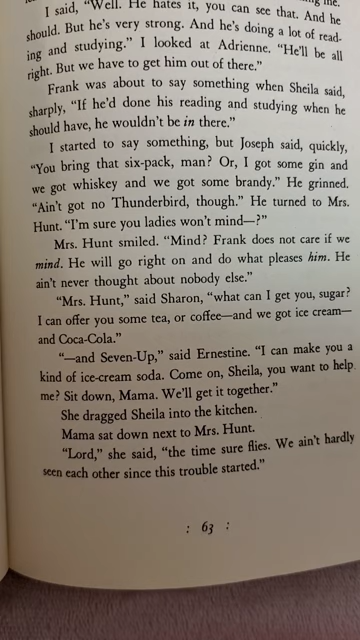 I said, "Well. He hates it, you can see that. And he
should. But he's very strong. And he's doing a lot of read-
ing and studying." I looked at Adrienne. "He'll be all
right. But we have to get him out of there."
Frank was about to say something when Sheila said,
sharply, "If he'd done his reading and studying when he
should have, he wouldn't be in there."
I started to say something, but Joseph said, quickly,
"You bring that six-pack, man? Or, I got some gin and
we got whiskey and we got some brandy." He grinned.
"Ain't got no Thunderbird, though." He turned to Mrs.
Hunt. "I'm sure you ladies won't mind—?"
Mrs. Hunt smiled. "Mind? Frank does not care if we
mind. He will go right on and do what pleases him. He
ain't never thought about nobody else."
"Mrs. Hunt," said Sharon, "what can I get you, sugar?
I can offer you some tea, or coffee—and we got ice cream—
and Coca-Cola."
"—and Seven-Up," said Ernestine. "I can make you a
kind of ice-cream soda. Come on, Sheila, you want to help
me? Sit down, Mama. We'll get it together."
She dragged Sheila into the kitchen.
Mama sat down next to Mrs. Hunt.
"Lord," she said, "the time sure flies. We ain't hardly
seen each other since this trouble started."
: 63 :